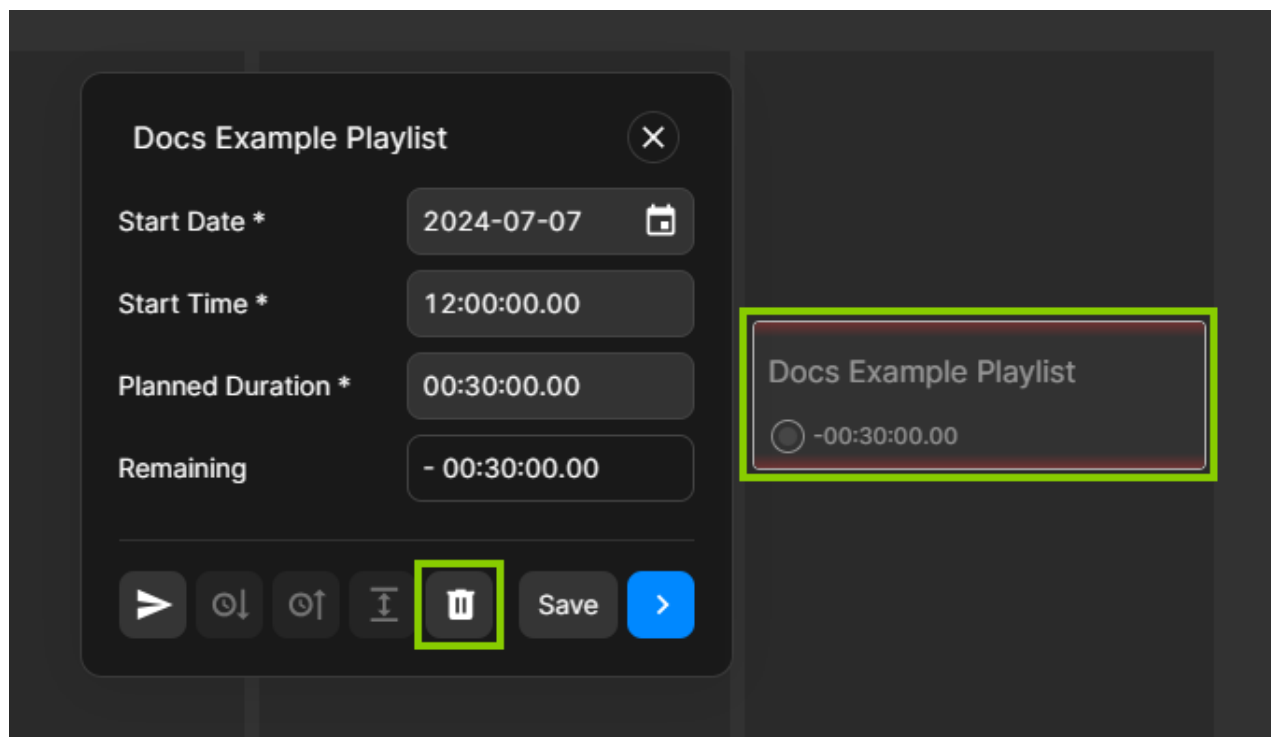 Docs Example Playlist
Start Date * 2024-07-07
Start Time * 12:00:00.00
Planned Duration * 00:30:00.00
Remaining - 00:30:00.00
Save
Docs Example Playlist
-00:30:00.00